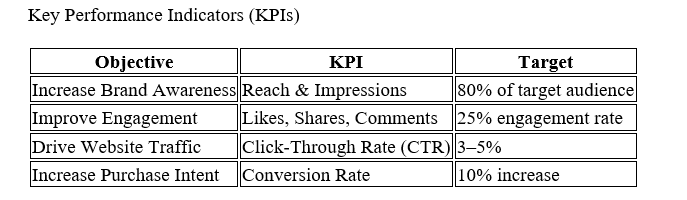 Key Performance Indicators (KPIs)
Objective KPI Target
Increase Brand Awareness Reach & Impressions 80% of target audience
Improve Engagement Likes, Shares, Comments 25% engagement rate
Drive Website Traffic Click-Through Rate (CTR) 3–5%
Increase Purchase Intent Conversion Rate 10% increase